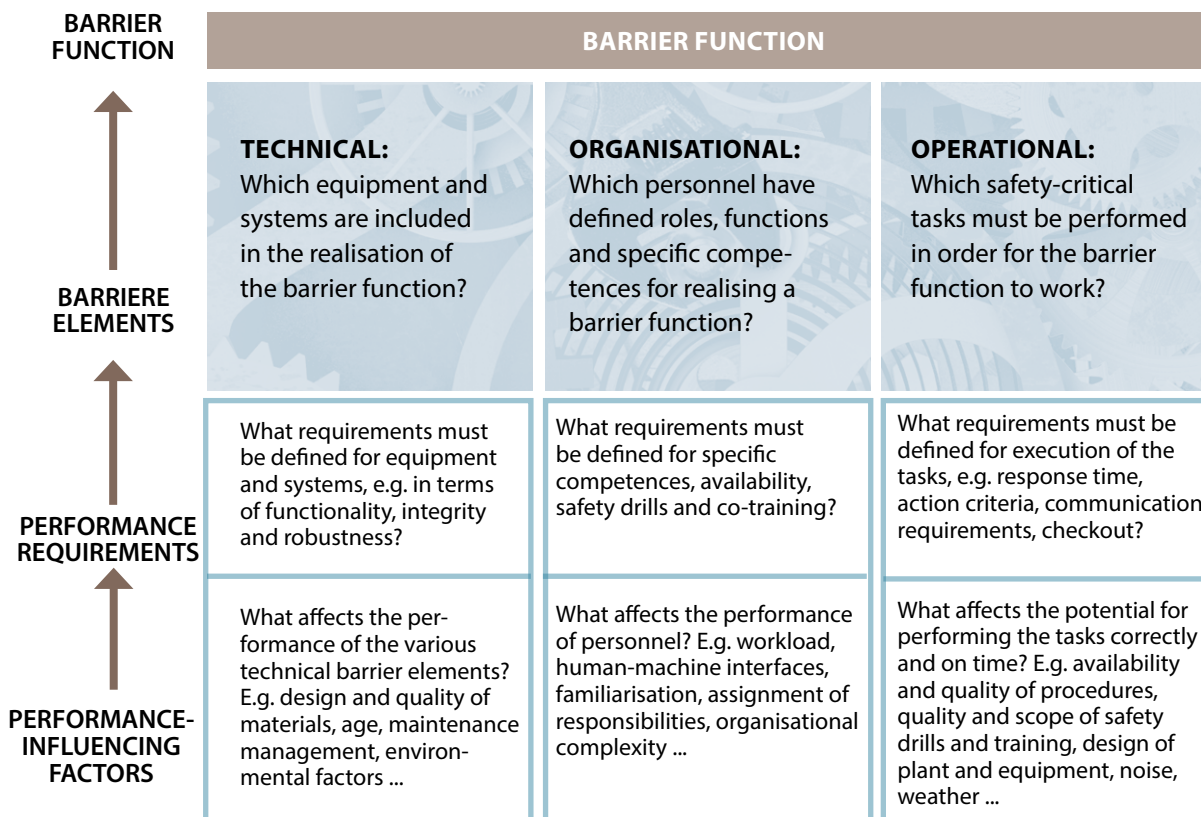 BARRIER
FUNCTION
BARRIER FUNCTION
TECHNICAL:
Which equipment and
systems are included
in the realisation of
the barrier function?
ORGANISATIONAL:
Which personnel have
defined roles, functions
and specific compe-
tences for realising a
barrier function?
OPERATIONAL:
Which safety-critical
tasks must be performed
in order for the barrier
function to work?
BARRIERE
ELEMENTS
What requirements must
be defined for equipment
and systems, e.g. in terms
of functionality, integrity
and robustness?
What requirements must
be defined for specific
competences, availability,
safety drills and co-training?
What requirements must be
defined for execution of the
tasks, e.g. response time,
action criteria, communication
requirements, checkout?
PERFORMANCE
REQUIREMENTS
What affects the per-
formance of the various
technical barrier elements?
E.g. design and quality of
materials, age, maintenance
management, environ-
mental factors ...
What affects the performance
of personnel? E.g. workload,
human-machine interfaces,
familiarisation, assignment of
responsibilities, organisational
complexity ...
What affects the potential for
performing the tasks correctly
and on time? E.g. availability
and quality of procedures,
quality and scope of safety
drills and training, design of
plant and equipment, noise,
weather ...
PERFORMANCE-
INFLUENCING
FACTORS